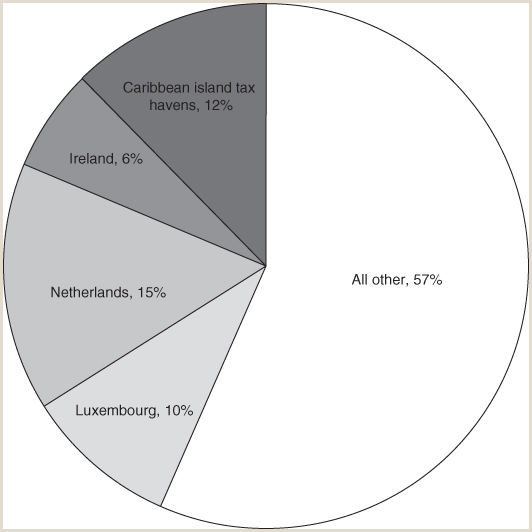 Caribbean island tax
havens, 12%
Ireland, 6%
All other, 57%
Netherlands, 15%
Luxembourg, 10%